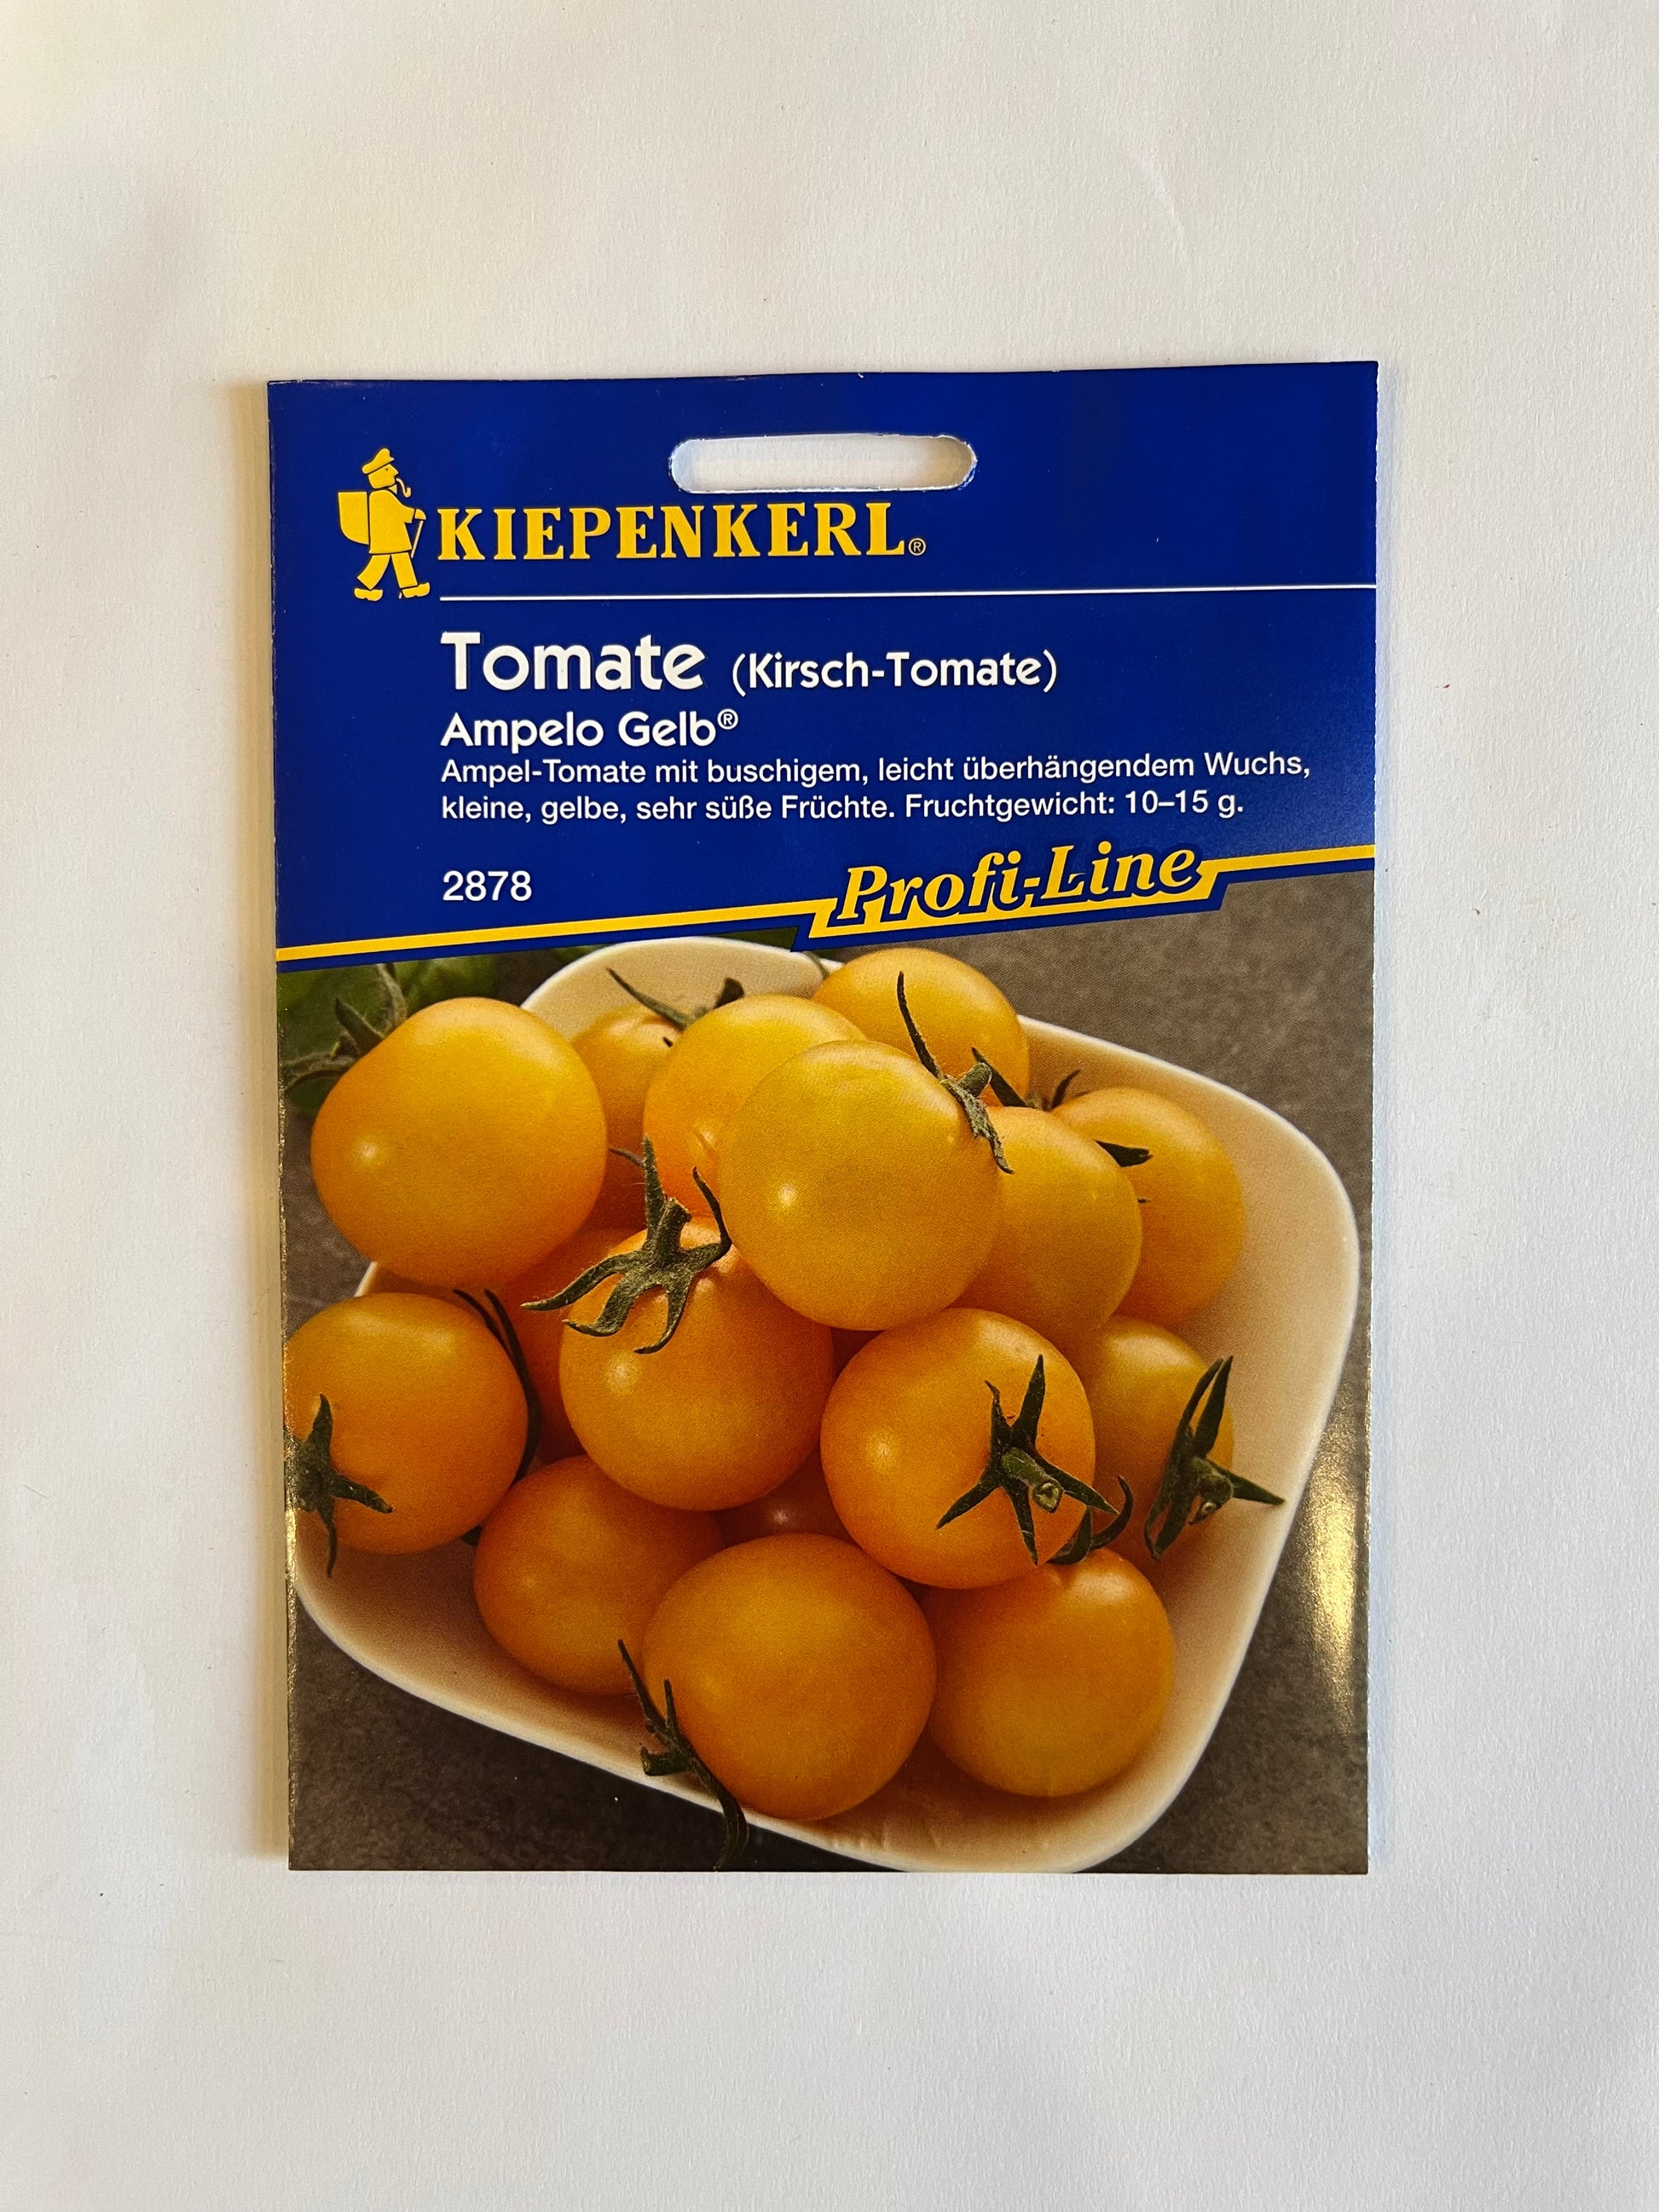 KIEPENKERL®
Tomate (Kirsch-Tomate)
Ampelo Gelb®
Ampel-Tomate mit buschigem, leicht überhängendem Wuchs,
kleine, gelbe, sehr süße Früchte. Fruchtgewicht: 10–15 g.
2878
Profi-Line